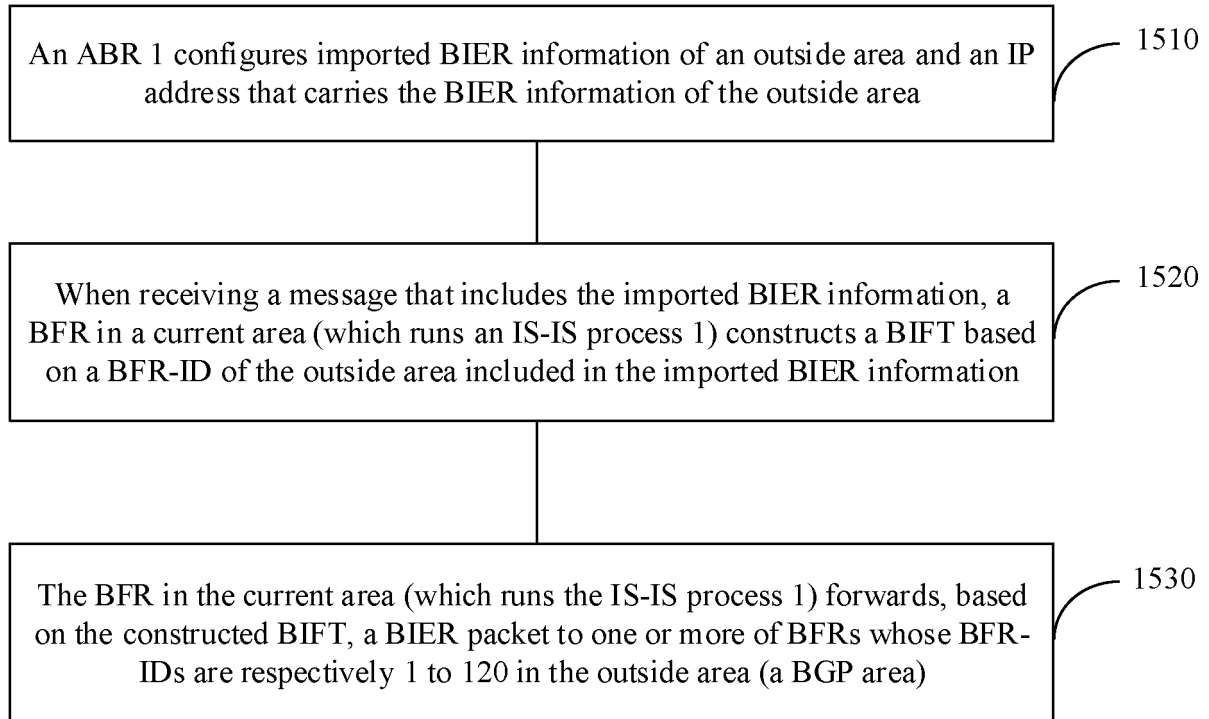 An ABR 1 configures imported BIER information of an outside area and an IP
address that carries the BIER information of the outside area
1510
When receiving a message that includes the imported BIER information, a
BFR in a current area (which runs an IS-IS process 1) constructs a BIFT based
on a BFR-ID of the outside area included in the imported BIER information
1520
The BFR in the current area (which runs the IS-IS process 1) forwards, based
on the constructed BIFT, a BIER packet to one or more of BFRs whose BFR-
IDs are respectively 1 to 120 in the outside area (a BGP area)
1530